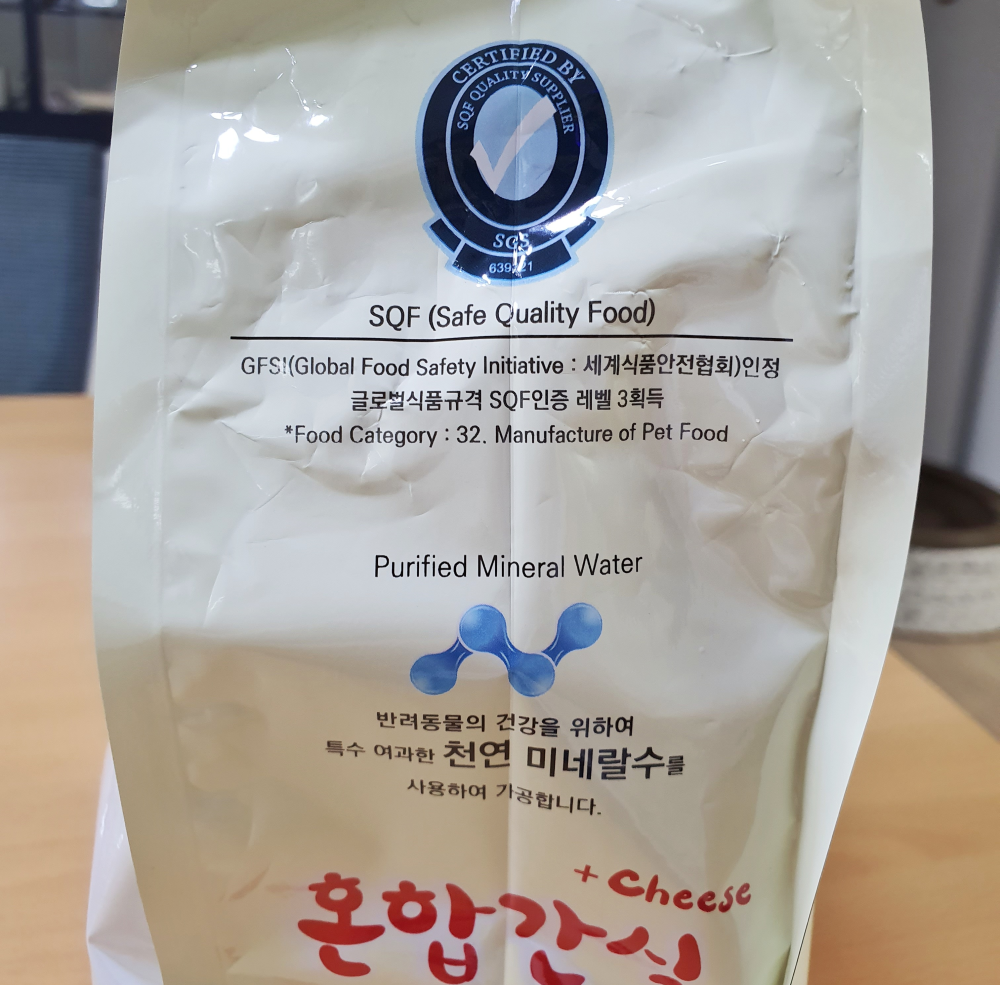 CERTIFIED BY
SQF QUALITY SUPPLIER
SGS
SQF (Safe Quality Food)
GFSI(Global Food Safety Initiative : 세계식품안전협회)인정
글로벌식품규격 SQF인증 레벨 3획득
*Food Category : 32. Manufacture of Pet Food
Purified Mineral Water
반려동물의 건강을 위하여
특수 여과한 천연 미네랄수를
사용하여 가공합니다.
+ cheese
혼합간식